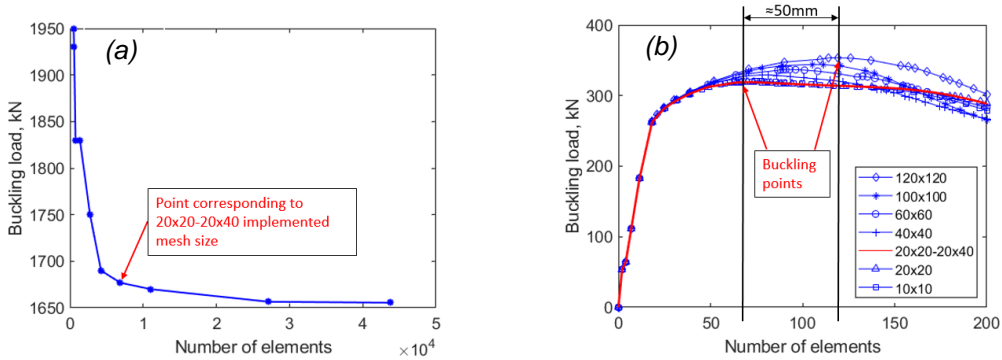 (a)
1950
1900
1850
1800
1750
1700
1650
Buckling load, kN
Point corresponding to
20x20-20x40 implemented
mesh size
0
1
2
3
4
5
×10⁴
Number of elements
≈50mm
(b)
400
300
200
100
0
Buckling load, kN
Buckling
points
120x120
100x100
60x60
40x40
20x20-20x40
20x20
10x10
0
50
100
150
200
Number of elements